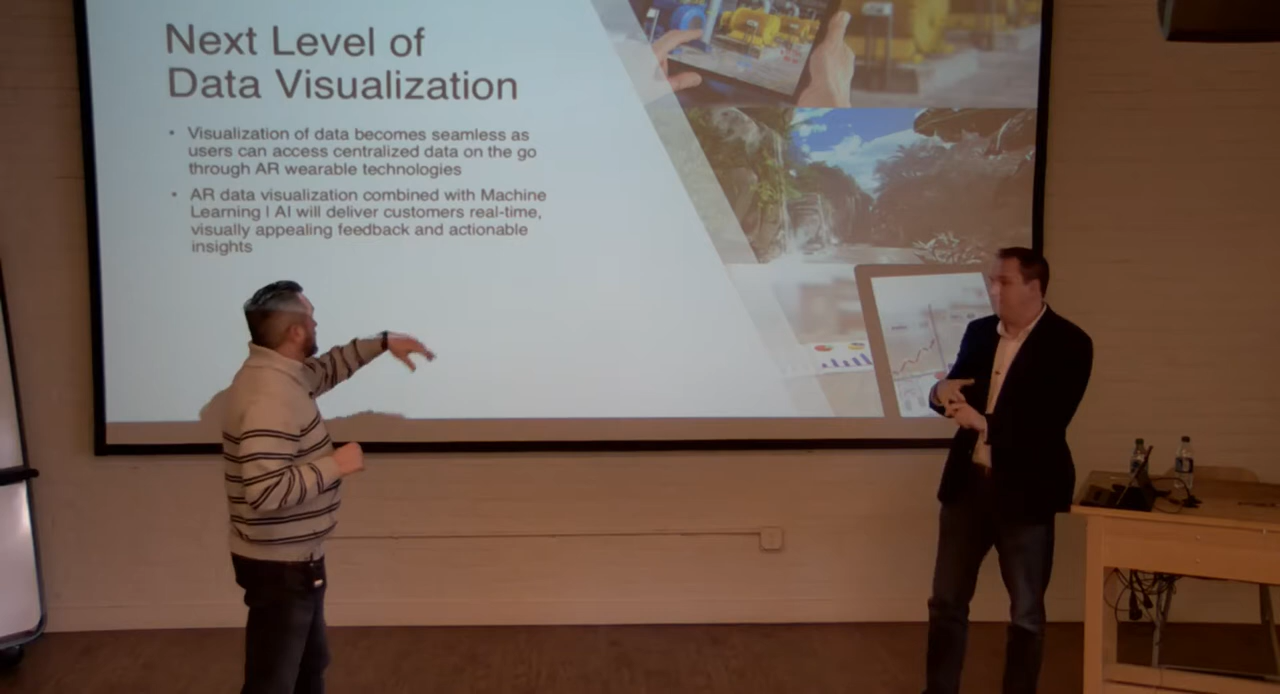 Next Level of
Data Visualization
• Visualization of data becomes seamless as
users can access centralized data on the go
through AR wearable technologies
• AR data visualization combined with Machine
Learning | AI will deliver customers real-time,
visually appealing feedback and actionable
insights